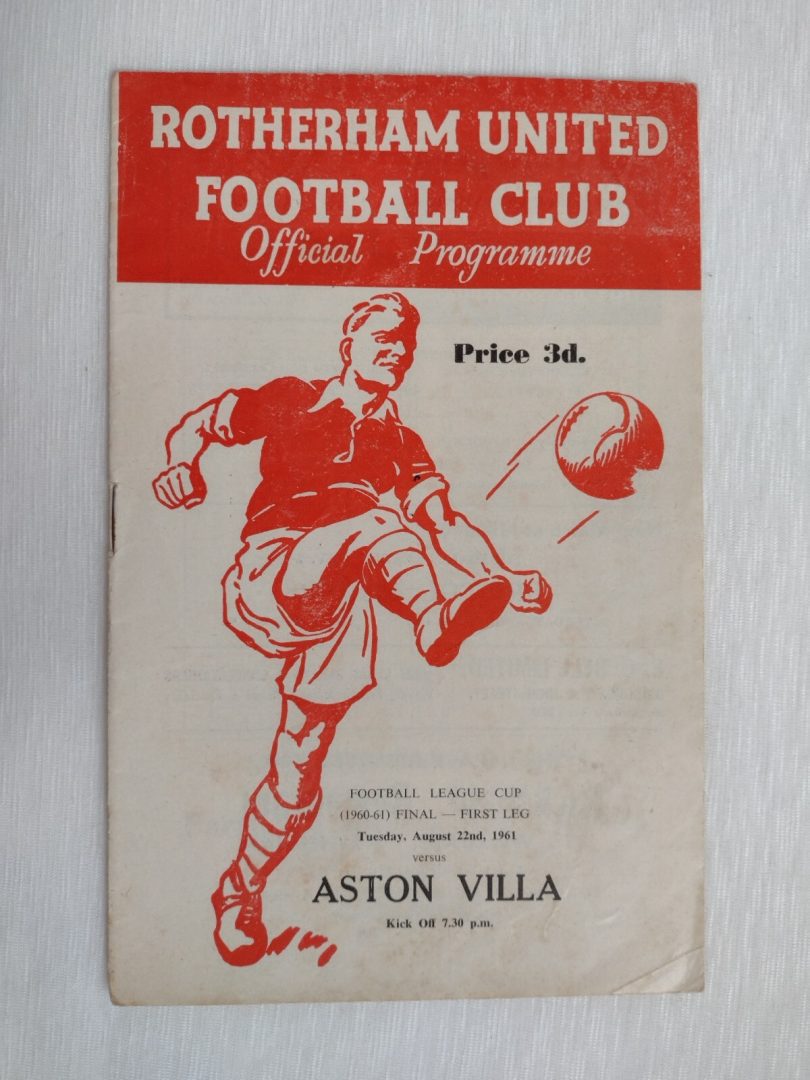 ROTHERHAM UNITED
FOOTBALL CLUB
Official Programme
Price 3d.
FOOTBALL LEAGUE CUP
(1960-61) FINAL — FIRST LEG
Tuesday, August 22nd, 1961
versus
ASTON VILLA
Kick Off 7.30 p.m.